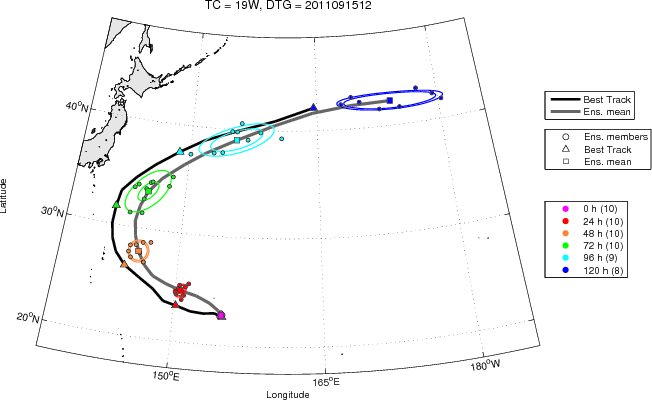 TC = 19W, DTG = 2011091512
40°N
30°N
20°N
150°E
165°E
180°W
Latitude
Longitude
Best Track
Ens. mean
Ens. members
Best Track
Ens. mean
0 h (10)
24 h (10)
48 h (10)
72 h (10)
96 h (9)
120 h (8)